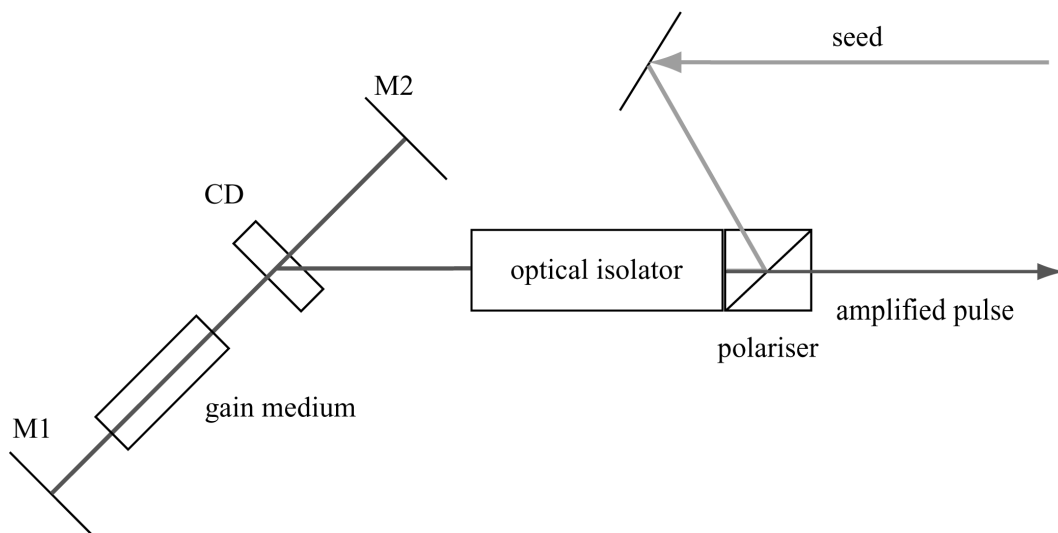 seed
M2
CD
optical isolator
amplified pulse
polariser
gain medium
M1